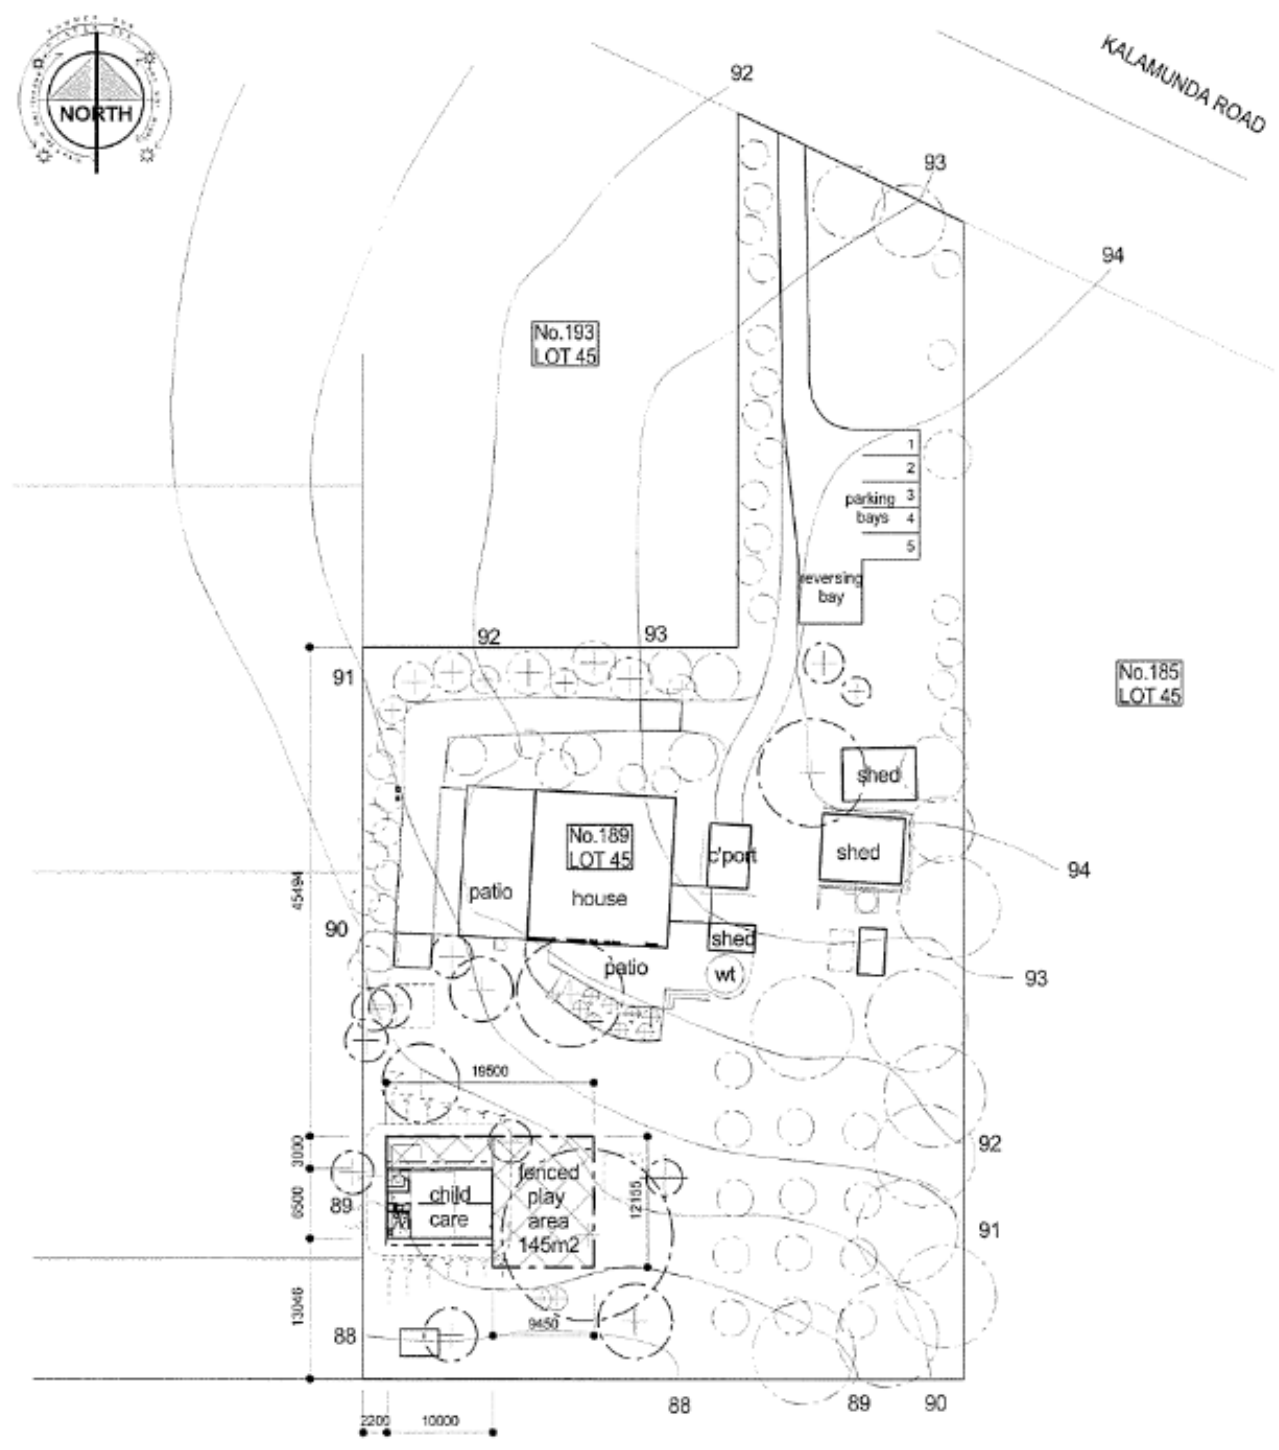 KALAMUNDA ROAD
NORTH
92
93
94
No.193
LOT 45
1
2
parking 3
bays 4
5
reversing
bay
92
93
91
No.185
LOT 45
shed
No.189
LOT 45
c'port
shed
94
45494
patio
house
90
shed
patio
wt
93
19500
3000
92
fenced
play
area
145m2
child
care
6500
89
12155
91
13046
9450
88
88
89
90
2200
10000